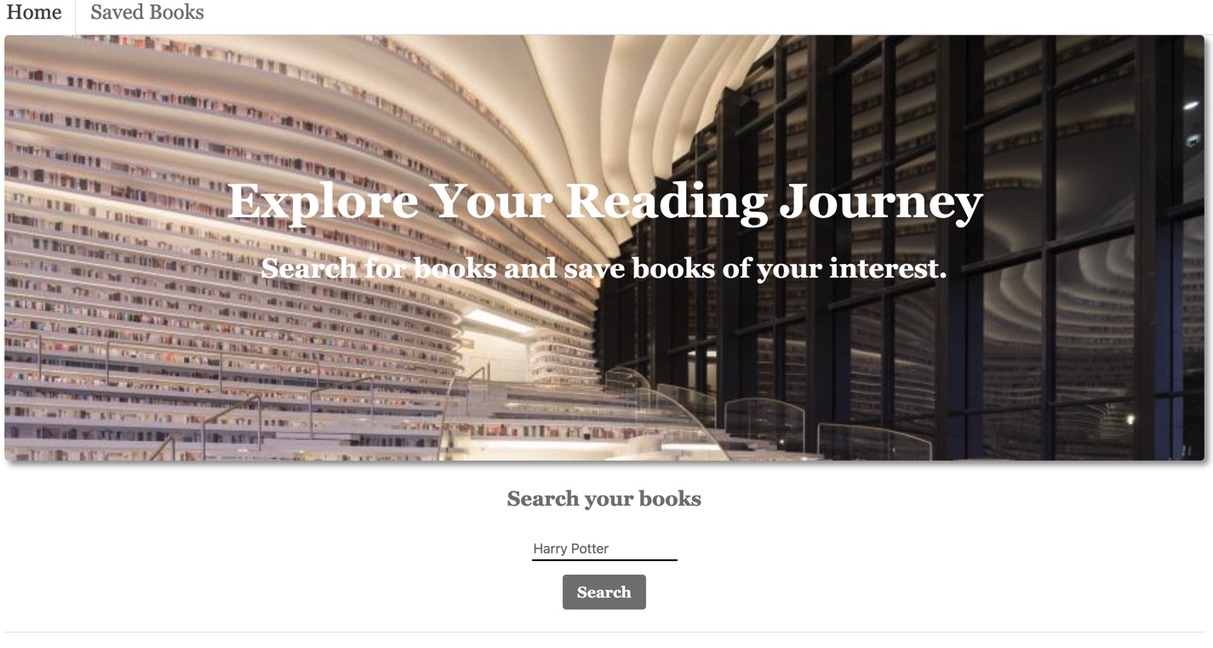 Home Saved Books
Explore Your Reading Journey
Search for books and save books of your interest.
Search your books
Harry Potter
Search